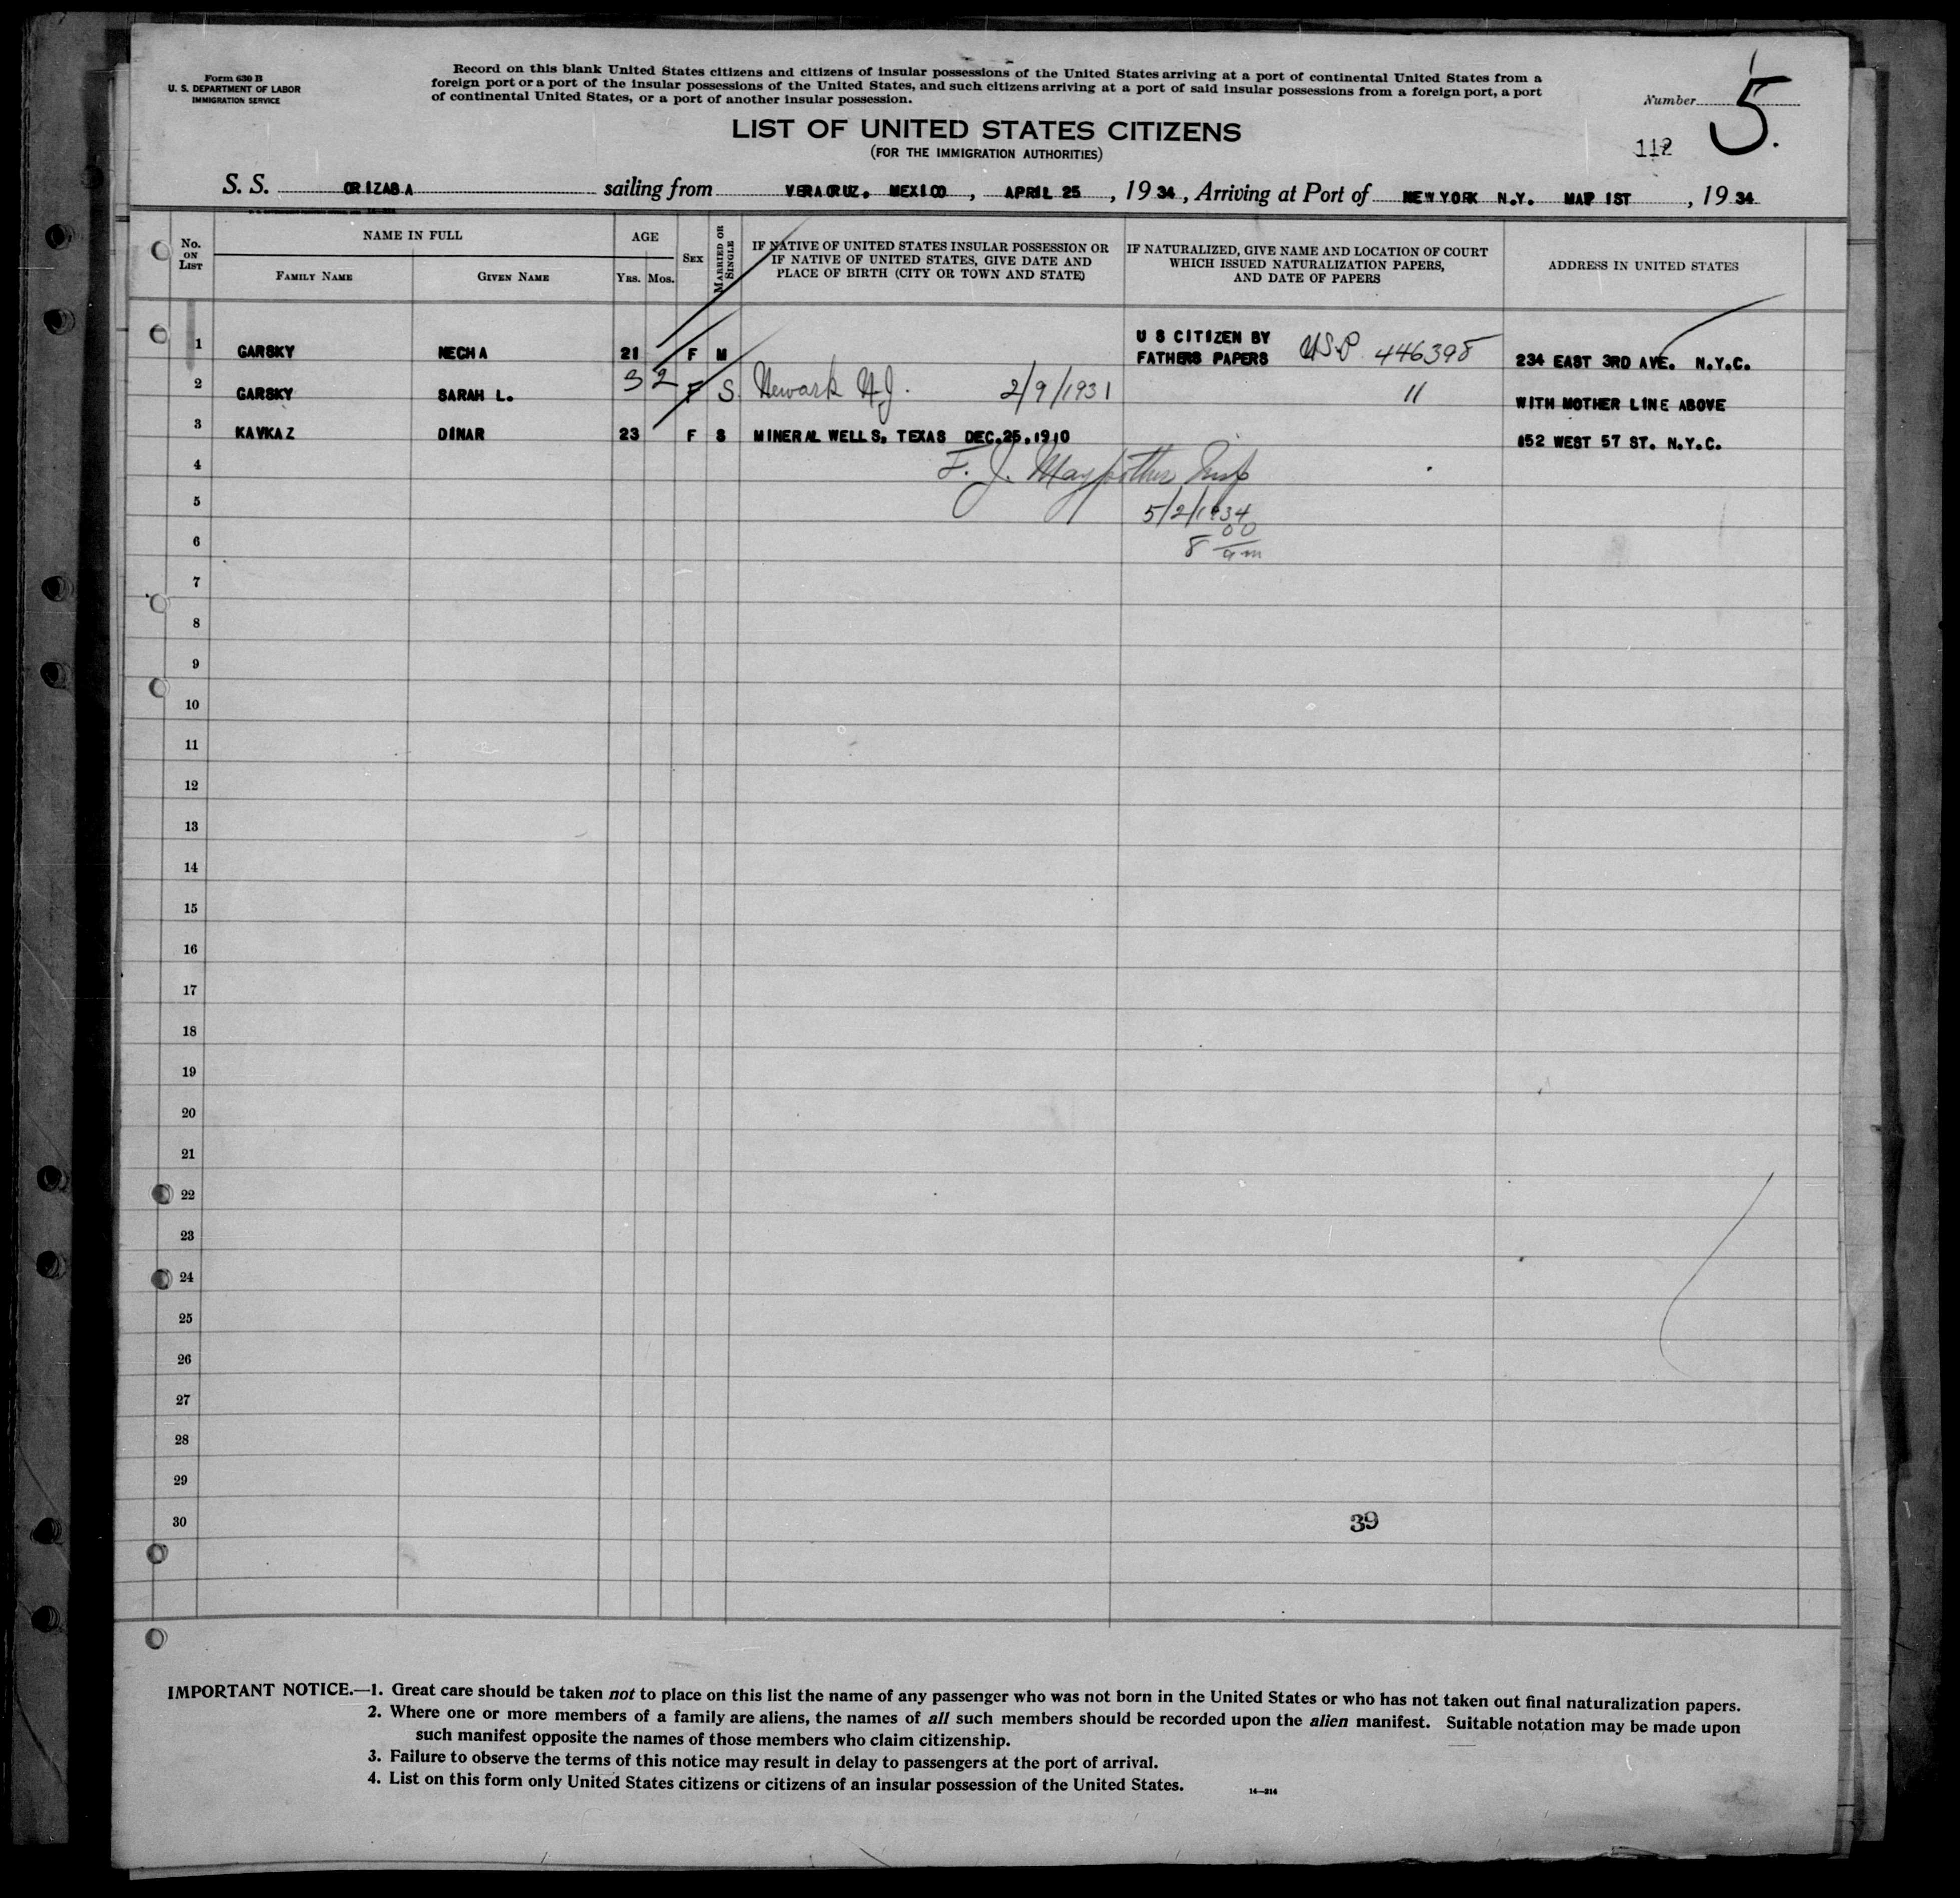 Form 630 B
U. S. DEPARTMENT OF LABOR
IMMIGRATION SERVICE
Record on this blank United States citizens and citizens of insular possessions of the United States arriving at a port of continental United States from a
foreign port or a port of the insular possessions of the United States, and such citizens arriving at a port of said insular possessions from a foreign port, a port
of continental United States, or a port of another insular possession.
Number 5.
112
LIST OF UNITED STATES CITIZENS
(FOR THE IMMIGRATION AUTHORITIES)
S. S. ORIZABA sailing from VERACRUZ, MEXICO, APRIL 25, 1934, Arriving at Port of NEW YORK N.Y. MAY 1ST, 1934
No. ON LIST
NAME IN FULL
FAMILY NAME
GIVEN NAME
AGE
YRS. MOS.
SEX
MARRIED OR SINGLE
IF NATIVE OF UNITED STATES INSULAR POSSESSION OR
IF NATIVE OF UNITED STATES, GIVE DATE AND
PLACE OF BIRTH (CITY OR TOWN AND STATE)
IF NATURALIZED, GIVE NAME AND LOCATION OF COURT
WHICH ISSUED NATURALIZATION PAPERS,
AND DATE OF PAPERS
ADDRESS IN UNITED STATES
1 GARSKY NECHA 21 F M U S CITIZEN BY FATHERS PAPERS USP 446398 234 EAST 3RD AVE. N.Y.C.
2 GARSKY SARAH L. 3 2 F S Newark N.J. 2/9/1931 " WITH MOTHER LINE ABOVE
3 KAVKAZ DINAR 23 F S MINERAL WELLS, TEXAS DEC.25.1910 152 WEST 57 ST. N.Y.C.
4 F. J. Insp
5 5/2/1934
6 8 00 am
7
8
9
10
11
12
13
14
15
16
17
18
19
20
21
22
23
24
25
26
27
28
29
30
39
IMPORTANT NOTICE.—1. Great care should be taken not to place on this list the name of any passenger who was not born in the United States or who has not taken out final naturalization papers.
2. Where one or more members of a family are aliens, the names of all such members should be recorded upon the alien manifest. Suitable notation may be made upon
such manifest opposite the names of those members who claim citizenship.
3. Failure to observe the terms of this notice may result in delay to passengers at the port of arrival.
4. List on this form only United States citizens or citizens of an insular possession of the United States.
14—316